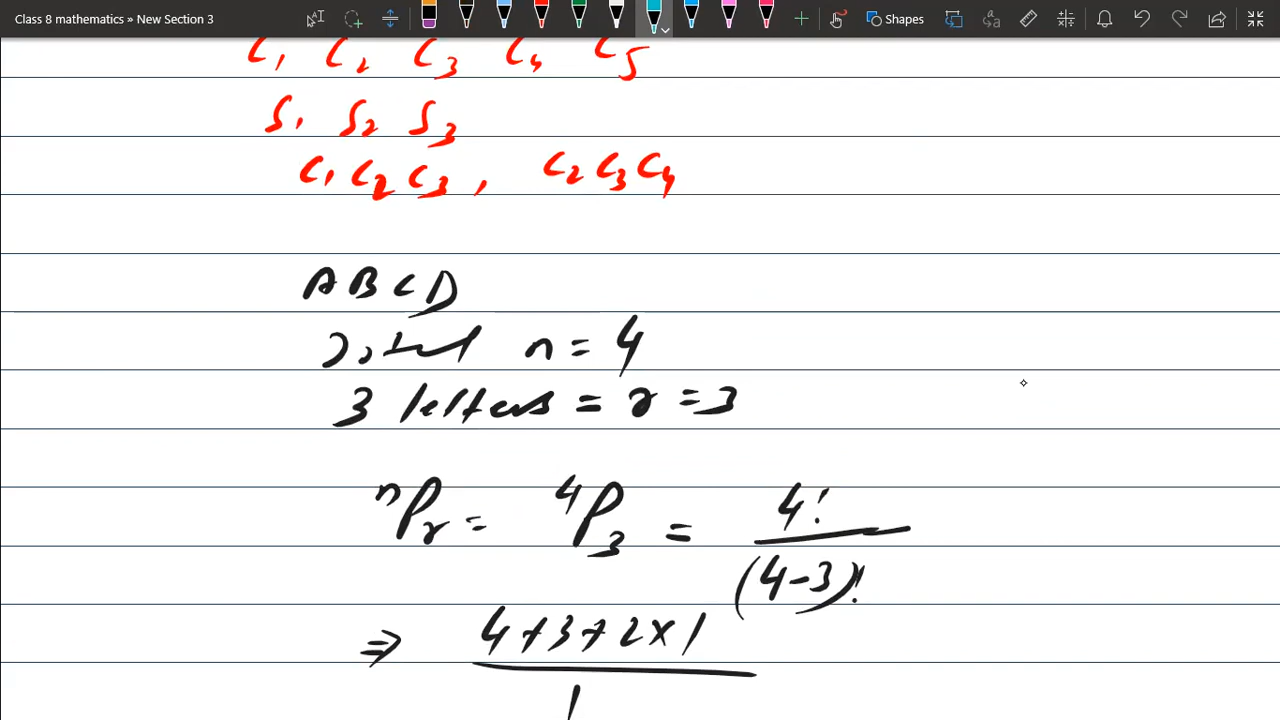 Class 8 mathematics » New Section 3
Shapes
C₁ C₂ C₃ C₄ C₅
S₁ S₂ S₃
C₁ C₂ C₃ , C₂ C₃ C₄
A B C D
n = 4
3 letters = r = 3
ⁿPᵣ = ⁴P₃ = 4! / (4-3)!
⇒ 4 + 3 + 2 × 1
1